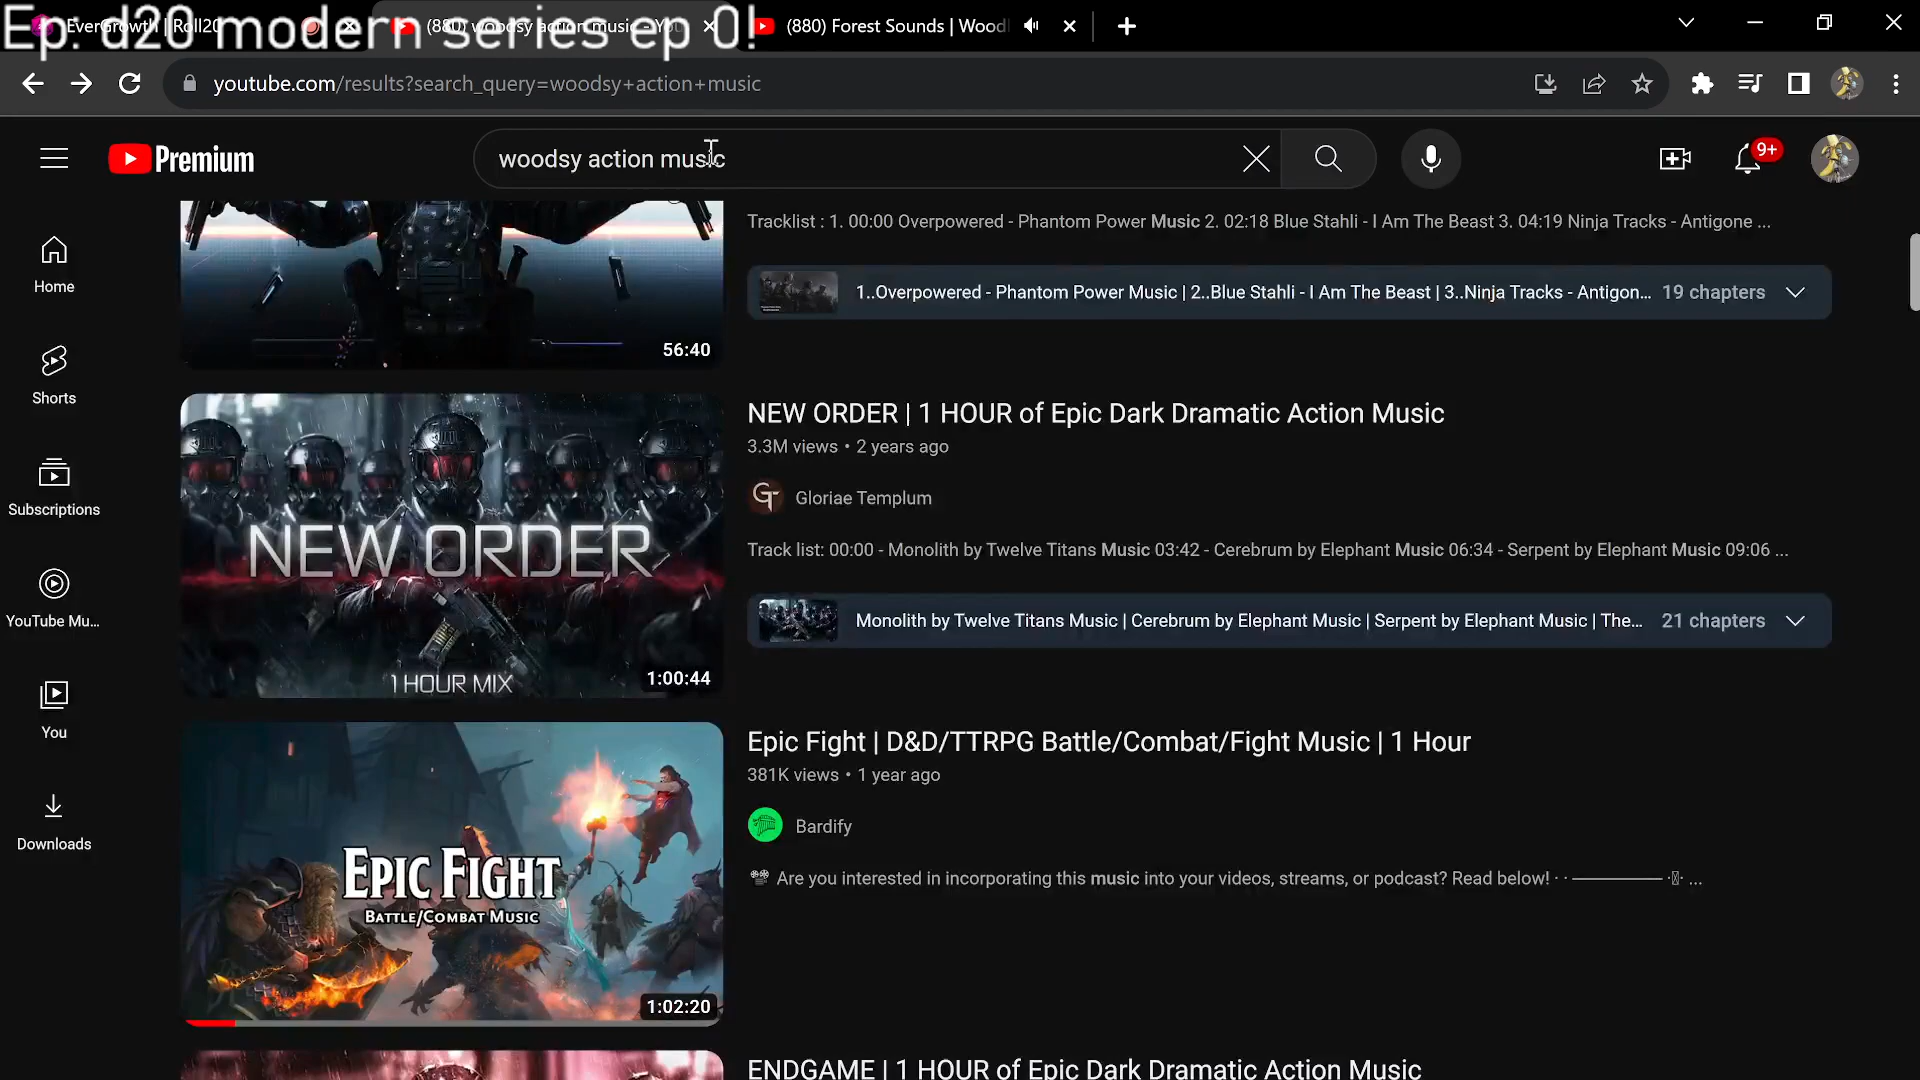 Ep. d20 modern series ep 0!
EverGrowth | Roll20
(880) woodsy action music - You
(880) Forest Sounds | Wood
youtube.com/results?search_query=woodsy+action+music
Premium
woodsy action music
9+
Home
Shorts
Subscriptions
YouTube Mu...
You
Downloads
Tracklist : 1. 00:00 Overpowered - Phantom Power Music 2. 02:18 Blue Stahli - I Am The Beast 3. 04:19 Ninja Tracks - Antigone ...
1..Overpowered - Phantom Power Music | 2..Blue Stahli - I Am The Beast | 3..Ninja Tracks - Antigon... 19 chapters
56:40
NEW ORDER
1 HOUR MIX
1:00:44
NEW ORDER | 1 HOUR of Epic Dark Dramatic Action Music
3.3M views • 2 years ago
GT
Gloriae Templum
Track list: 00:00 - Monolith by Twelve Titans Music 03:42 - Cerebrum by Elephant Music 06:34 - Serpent by Elephant Music 09:06 ...
Monolith by Twelve Titans Music | Cerebrum by Elephant Music | Serpent by Elephant Music | The... 21 chapters
EPIC FIGHT
BATTLE/COMBAT MUSIC
1:02:20
Epic Fight | D&D/TTRPG Battle/Combat/Fight Music | 1 Hour
381K views • 1 year ago
Bardify
Are you interested in incorporating this music into your videos, streams, or podcast? Read below! · · ————— ·𖥸· ...
ENDGAME | 1 HOUR of Epic Dark Dramatic Action Music